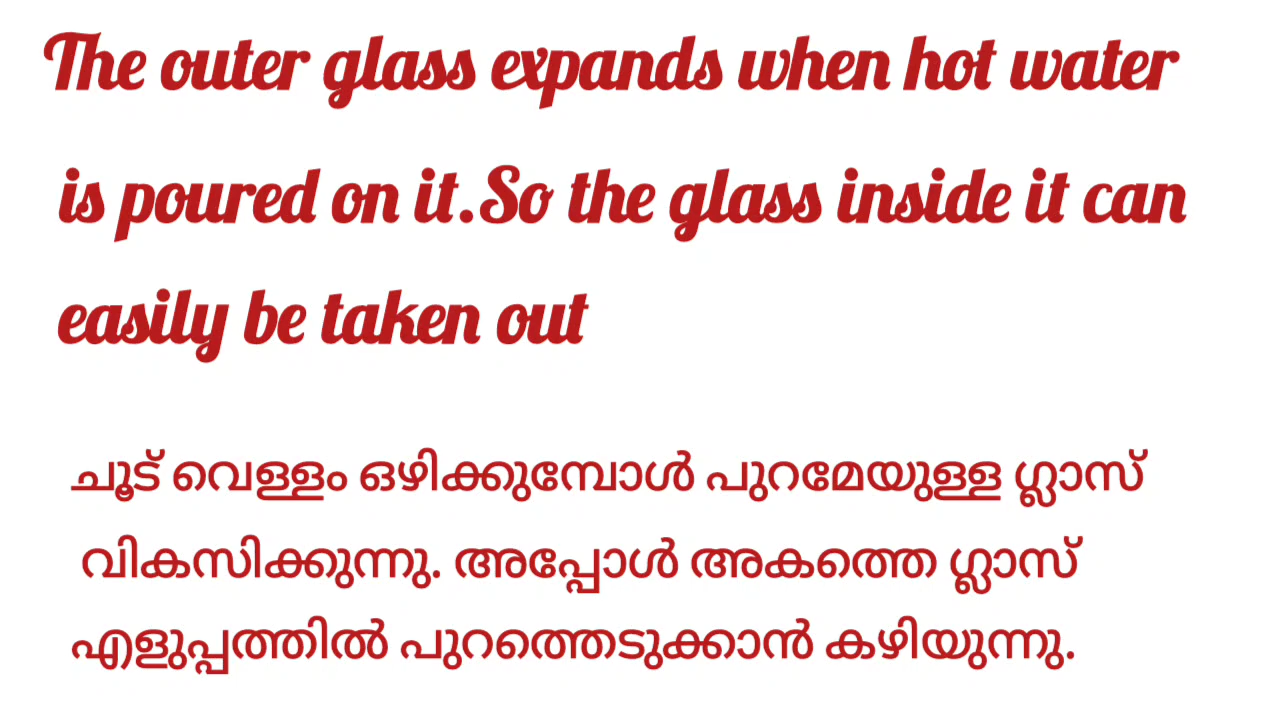 The outer glass expands when hot water
is poured on it.So the glass inside it can
easily be taken out
ചൂട് വെള്ളം ഒഴിക്കുമ്പോൾ പുറമേയുള്ള ഗ്ലാസ്
വികസിക്കുന്നു. അപ്പോൾ അകത്തെ ഗ്ലാസ്
എളുപ്പത്തിൽ പുറത്തെടുക്കാൻ കഴിയുന്നു.